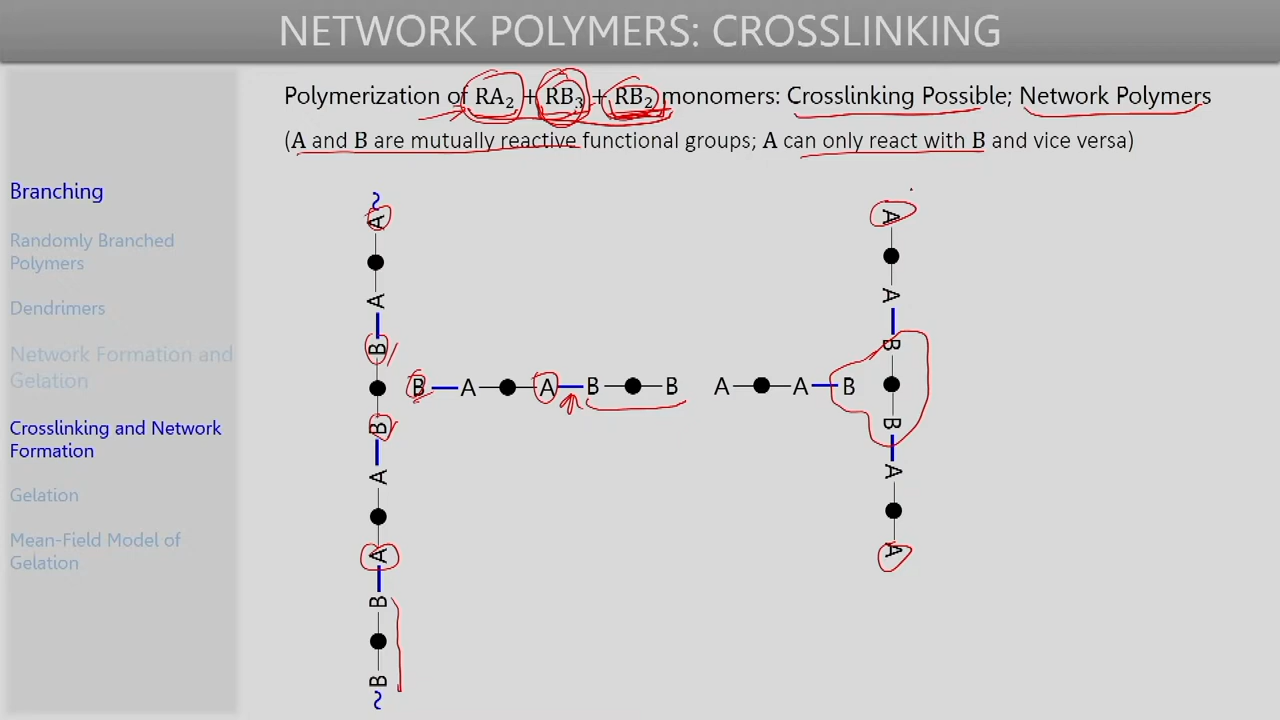 NETWORK POLYMERS: CROSSLINKING
Polymerization of RA₂ + RB₃ + RB₂ monomers: Crosslinking Possible; Network Polymers
(A and B are mutually reactive functional groups; A can only react with B and vice versa)
Branching
Randomly Branched
Polymers
Dendrimers
Network Formation and
Gelation
Crosslinking and Network
Formation
Gelation
Mean-Field Model of
Gelation
A
A
B
B
A
A
B
B
B A A B B
A A B
A
A
B
B
A
A